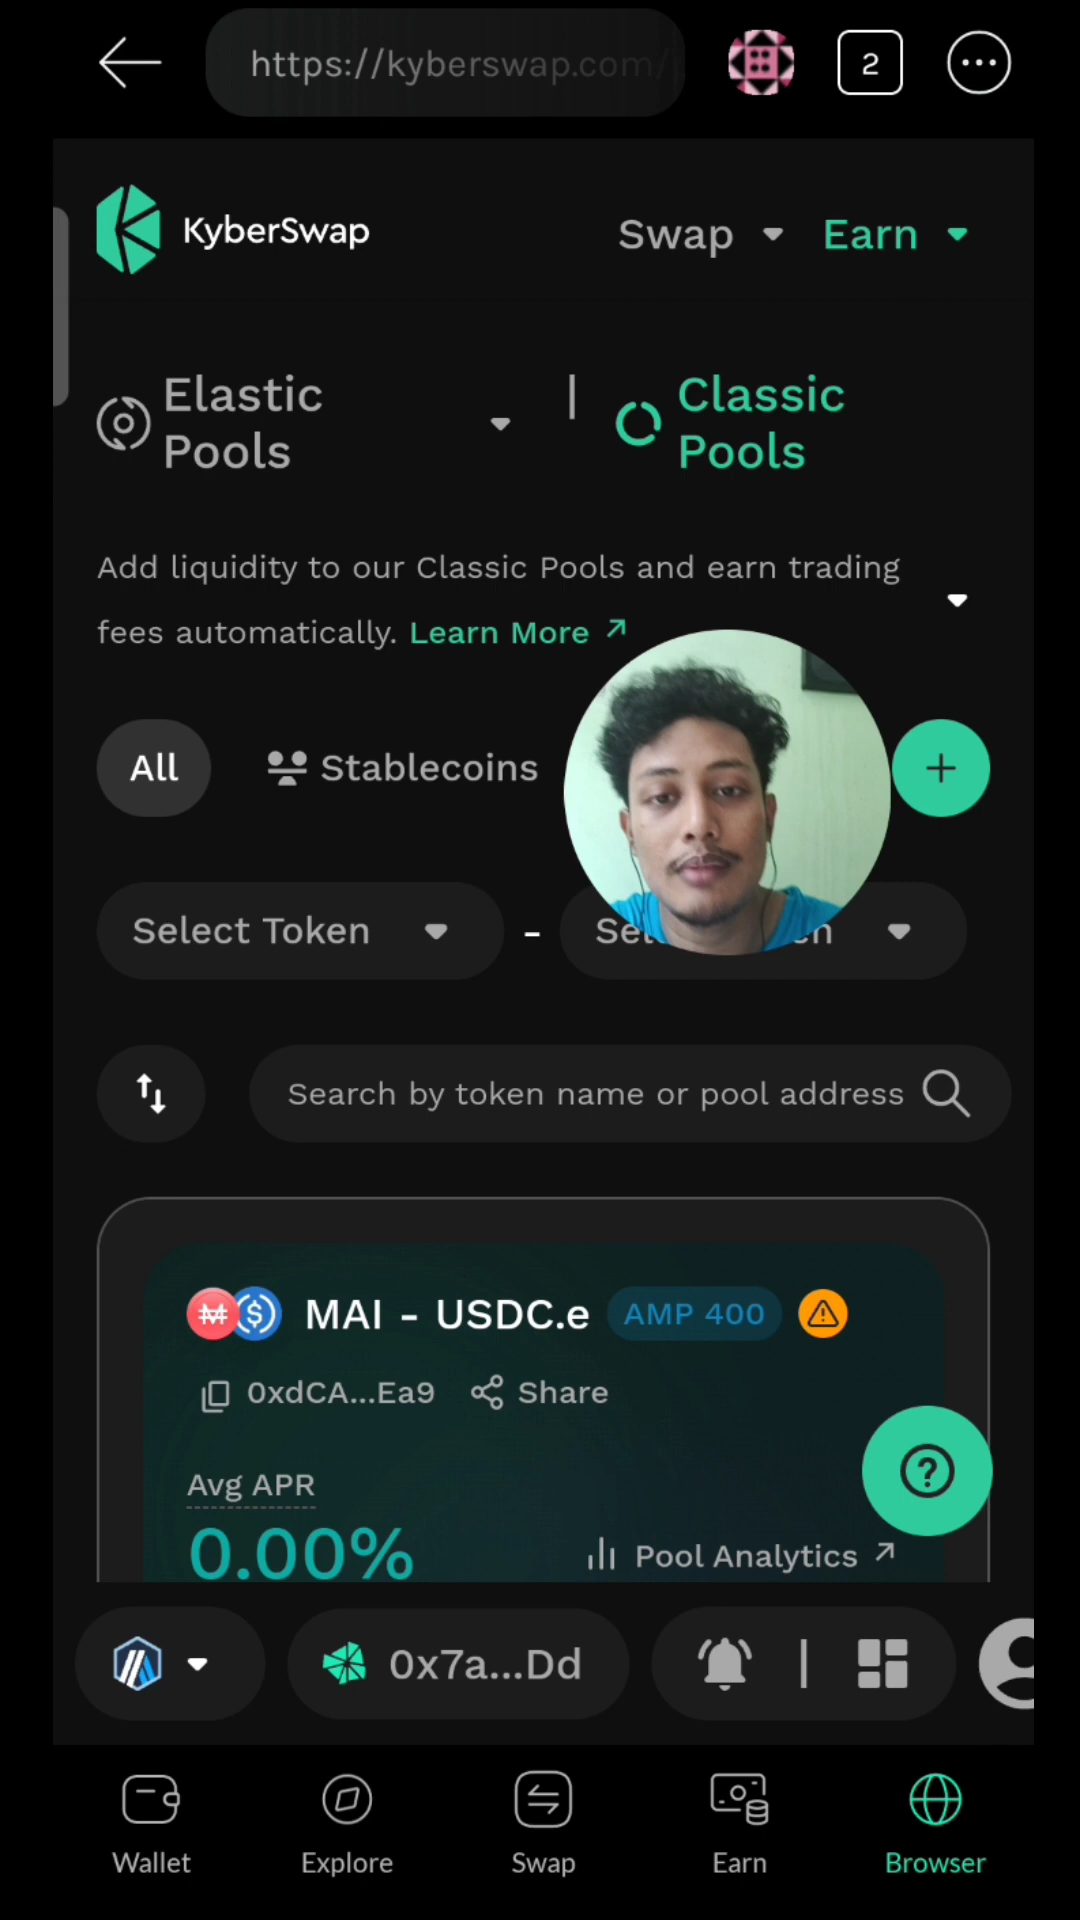 https://kyberswap.com/
2
KyberSwap
Swap
Earn
Elastic
Pools
|
Classic
Pools
Add liquidity to our Classic Pools and earn trading
fees automatically. Learn More ↗
All
Stablecoins
+
Select Token
-
Search by token name or pool address
MAI - USDC.e
AMP 400
0xdCA...Ea9
Share
Avg APR
0.00%
Pool Analytics ↗
?
0x7a...Dd
|
Wallet
Explore
Swap
Earn
Browser